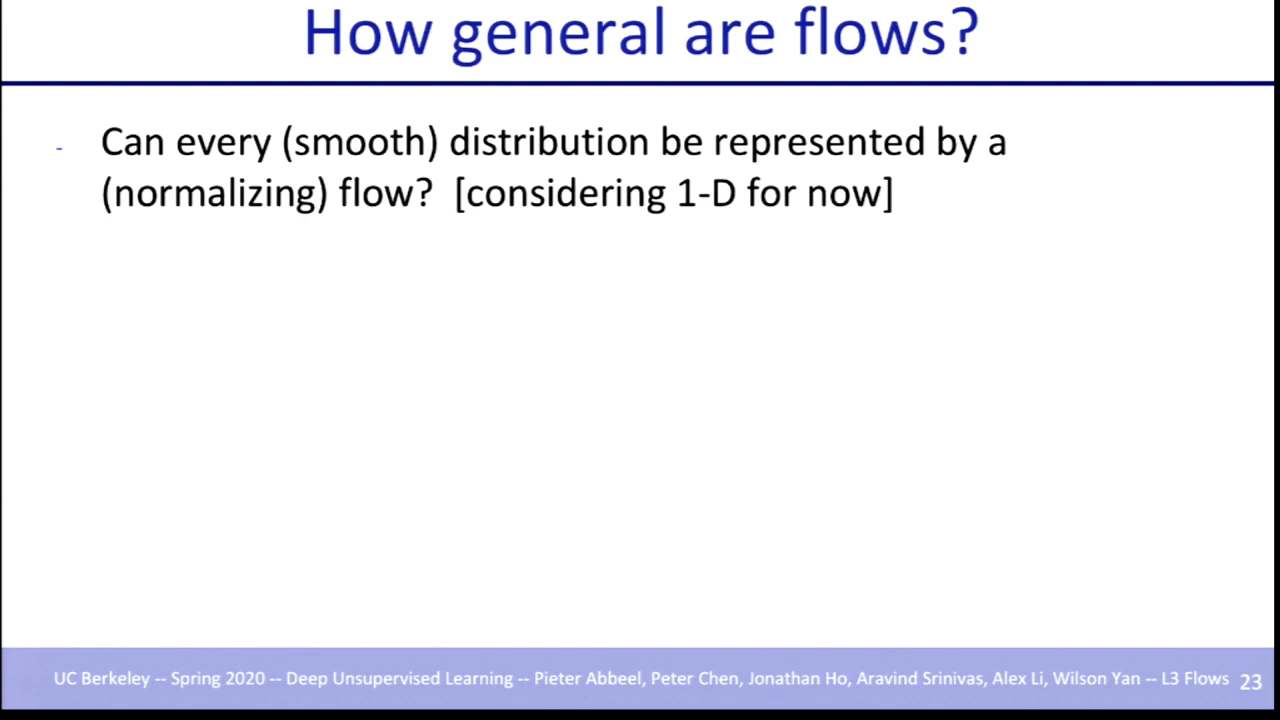 How general are flows?
- Can every (smooth) distribution be represented by a
(normalizing) flow? [considering 1-D for now]
UC Berkeley -- Spring 2020 -- Deep Unsupervised Learning -- Pieter Abbeel, Peter Chen, Jonathan Ho, Aravind Srinivas, Alex Li, Wilson Yan -- L3 Flows 23